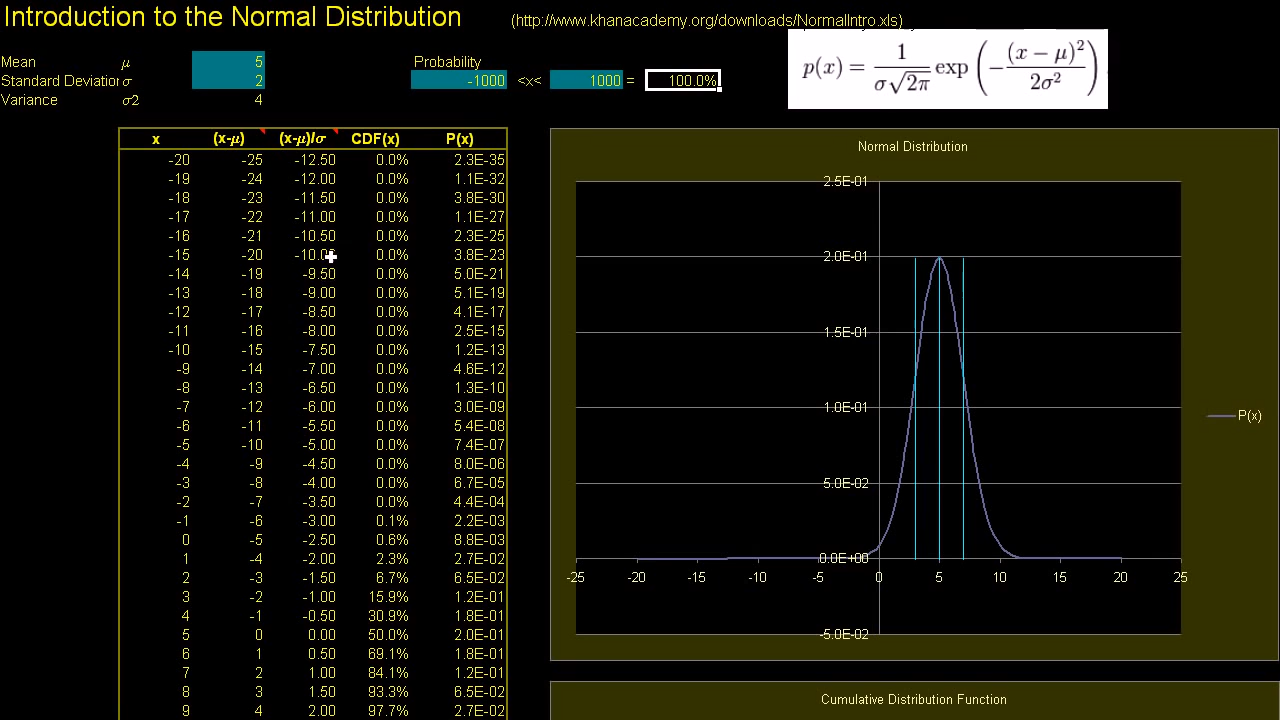 Introduction to the Normal Distribution (http://www.khanacademy.org/downloads/NormalIntro.xls)
Mean μ 5
Standard Deviation σ 2
Variance σ2 4
Probability
-1000 <x< 1000 = 100.0%
p(x) = 1/(σ√2π) exp(−(x − μ)²/2σ²)
x (x-μ) (x-μ)/σ CDF(x) P(x)
-20 -25 -12.50 0.0% 2.3E-35
-19 -24 -12.00 0.0% 1.1E-32
-18 -23 -11.50 0.0% 3.8E-30
-17 -22 -11.00 0.0% 1.1E-27
-16 -21 -10.50 0.0% 2.3E-25
-15 -20 -10.00 0.0% 3.8E-23
-14 -19 -9.50 0.0% 5.0E-21
-13 -18 -9.00 0.0% 5.1E-19
-12 -17 -8.50 0.0% 4.1E-17
-11 -16 -8.00 0.0% 2.5E-15
-10 -15 -7.50 0.0% 1.2E-13
-9 -14 -7.00 0.0% 4.6E-12
-8 -13 -6.50 0.0% 1.3E-10
-7 -12 -6.00 0.0% 3.0E-09
-6 -11 -5.50 0.0% 5.4E-08
-5 -10 -5.00 0.0% 7.4E-07
-4 -9 -4.50 0.0% 8.0E-06
-3 -8 -4.00 0.0% 6.7E-05
-2 -7 -3.50 0.0% 4.4E-04
-1 -6 -3.00 0.1% 2.2E-03
0 -5 -2.50 0.6% 8.8E-03
1 -4 -2.00 2.3% 2.7E-02
2 -3 -1.50 6.7% 6.5E-02
3 -2 -1.00 15.9% 1.2E-01
4 -1 -0.50 30.9% 1.8E-01
5 0 0.00 50.0% 2.0E-01
6 1 0.50 69.1% 1.8E-01
7 2 1.00 84.1% 1.2E-01
8 3 1.50 93.3% 6.5E-02
9 4 2.00 97.7% 2.7E-02
Normal Distribution
2.5E-01
2.0E-01
1.5E-01
1.0E-01
5.0E-02
0.0E+00
-25 -20 -15 -10 -5 0 5 10 15 20 25
-5.0E-02
P(x)
Cumulative Distribution Function